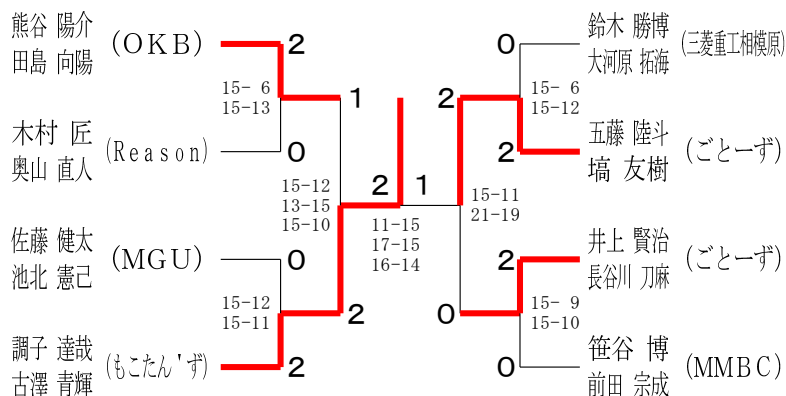 熊谷 陽介
田島 向陽
(OKB)
2
15- 6
15-13
1
木村 匠
奥山 直人
(Reason)
0
15-12
13-15
15-10
佐藤 健太
池北 憲己
(MGU)
0
15-12
15-11
2
調子 達哉
古澤 青輝
(もこたん'ず)
2
2
1
11-15
17-15
16-14
鈴木 勝博
大河原 拓海
(三菱重工相模原)
0
15- 6
15-12
2
五藤 陸斗
塙 友樹
(ごとーず)
2
15-11
21-19
井上 賢治
長谷川 刀麻
(ごとーず)
2
15- 9
15-10
0
笹谷 博
前田 宗成
(MMBC)
0